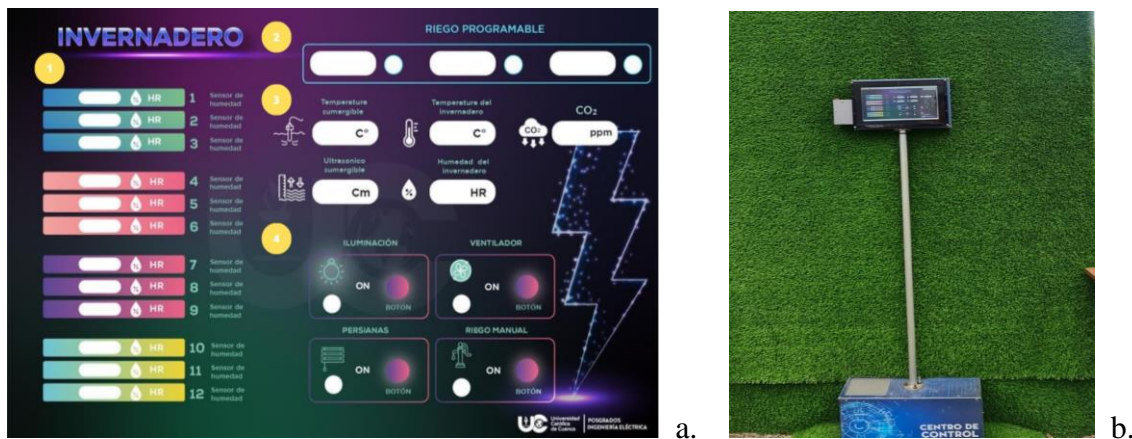 INVERNADERO
1
HR 1 Sensor de humedad
HR 2 Sensor de humedad
HR 3 Sensor de humedad
HR 4 Sensor de humedad
HR 5 Sensor de humedad
HR 6 Sensor de humedad
HR 7 Sensor de humedad
HR 8 Sensor de humedad
HR 9 Sensor de humedad
HR 10 Sensor de humedad
HR 11 Sensor de humedad
HR 12 Sensor de humedad
2
RIEGO PROGRAMABLE
3
Temperatura sumergible
C°
Temperatura del invernadero
C°
CO₂
CO₂
ppm
Ultrasonico sumergible
Cm
%
Humedad del invernadero
HR
4
ILUMINACIÓN
ON
BOTÓN
VENTILADOR
ON
BOTÓN
PERSIANAS
ON
BOTÓN
RIEGO MANUAL
ON
BOTÓN
UC Universidad Católica de Cuenca
POSGRADOS
INGENIERÍA ELÉCTRICA
a.
CENTRO DE
CONTROL
b.